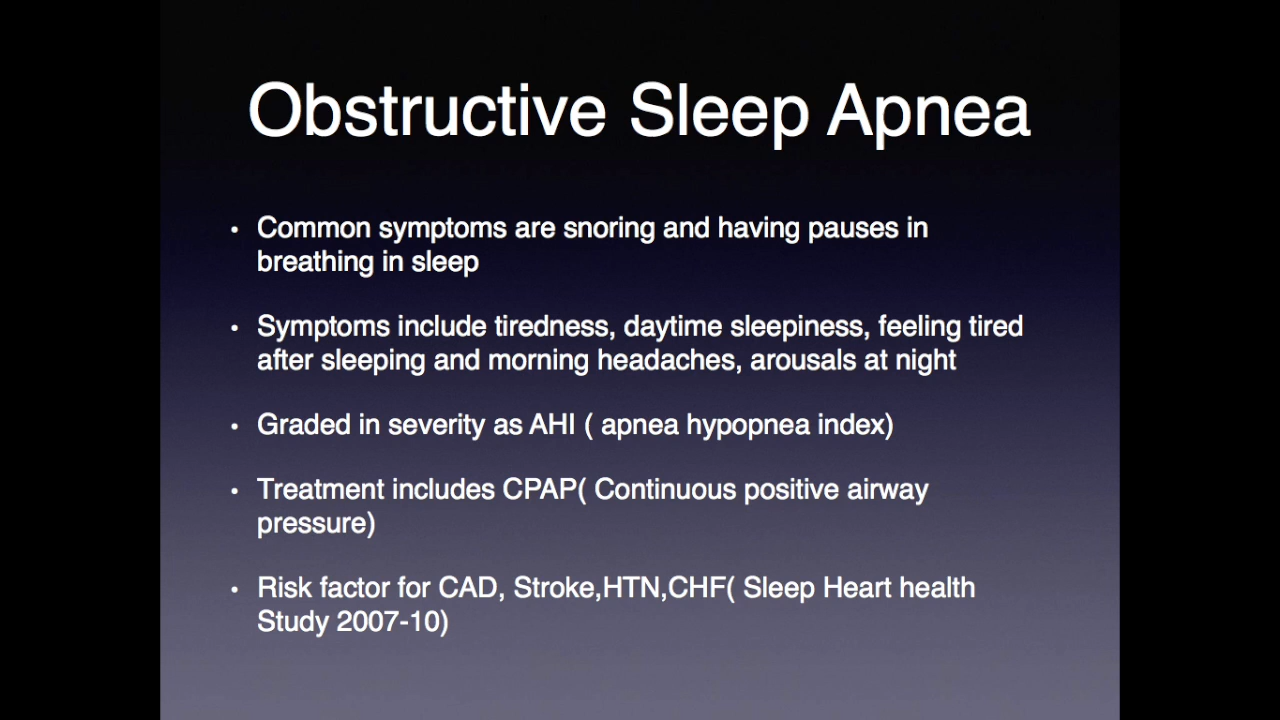 Obstructive Sleep Apnea
• Common symptoms are snoring and having pauses in
breathing in sleep
• Symptoms include tiredness, daytime sleepiness, feeling tired
after sleeping and morning headaches, arousals at night
• Graded in severity as AHI ( apnea hypopnea index)
• Treatment includes CPAP( Continuous positive airway
pressure)
• Risk factor for CAD, Stroke,HTN,CHF( Sleep Heart health
Study 2007-10)